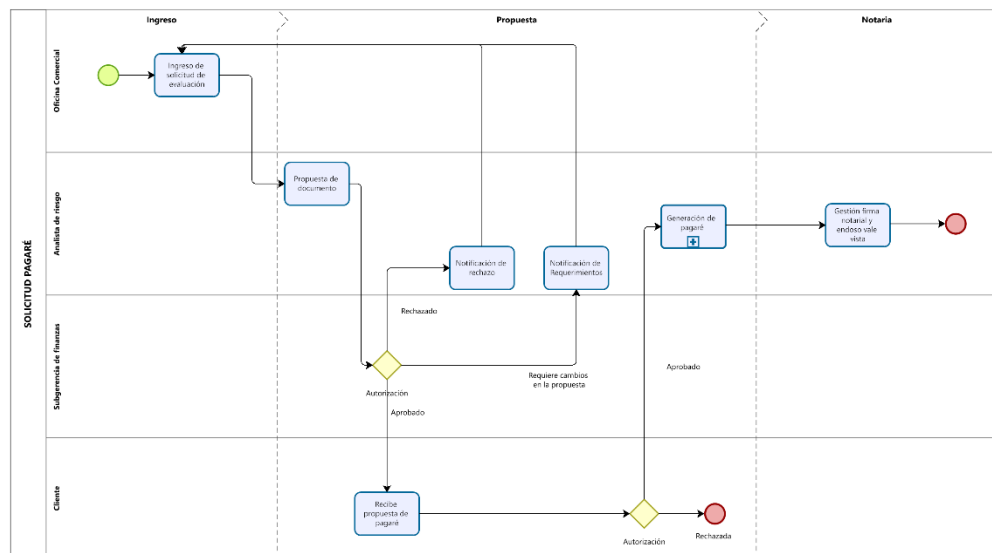 Ingreso
Propuesta
Notaria
SOLICITUD PAGARÉ
Oficina Comercial
Ingreso de
solicitud de
evaluación
Analista de riesgo
Propuesta de
documento
Notificación de
rechazo
Notificación de
Requerimientos
Generación de
pagaré
Gestión firma
notarial y
endoso vale
vista
Subgerencia de finanzas
Rechazado
Autorización
Aprobado
Requiere cambios
en la propuesta
Aprobado
Cliente
Recibe
propuesta de
pagaré
Autorización
Rechazada